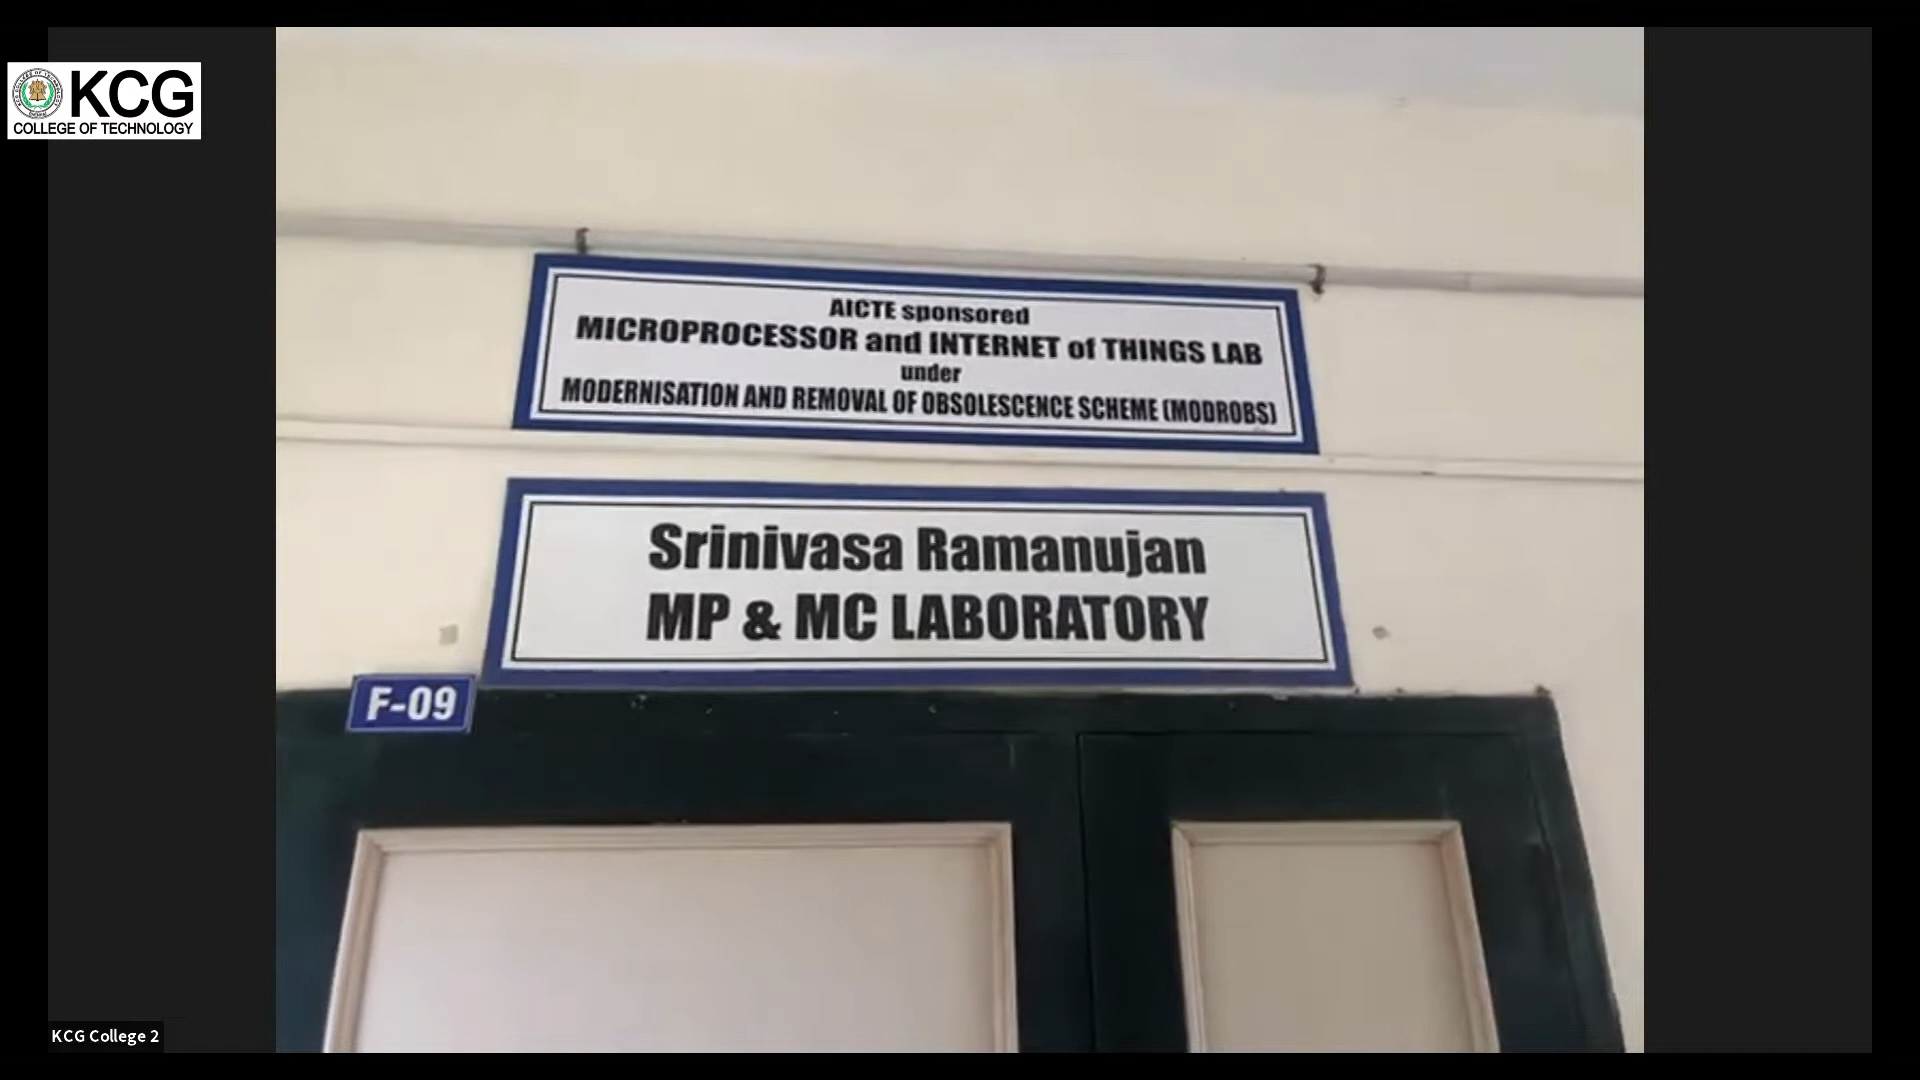 KCG
COLLEGE OF TECHNOLOGY
AICTE sponsored
MICROPROCESSOR and INTERNET of THINGS LAB
under
MODERNISATION AND REMOVAL OF OBSOLESCENCE SCHEME (MODROBS)
Srinivasa Ramanujan
MP & MC LABORATORY
F-09
KCG College 2